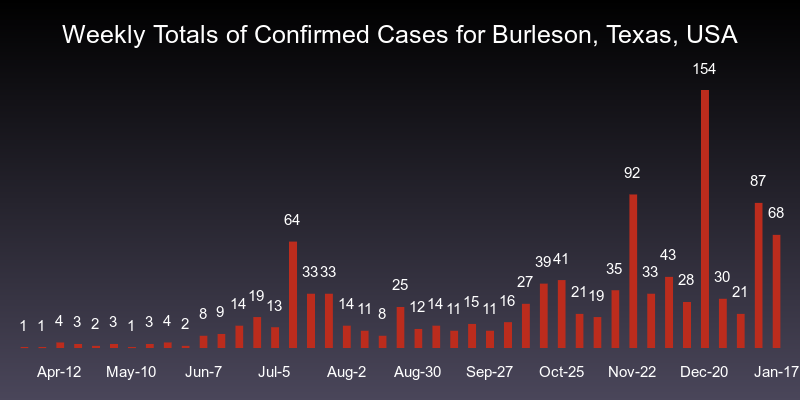 Weekly Totals of Confirmed Cases for Burleson, Texas, USA
1 1 4 3 2 3 1 3 4 2 8 9 14 19 13 64 33 33 14 11 8 25 12 14 11 15 11 16 27 39 41 21 19 35 92 33 43 28 154 30 21 87 68
Apr-12 May-10 Jun-7 Jul-5 Aug-2 Aug-30 Sep-27 Oct-25 Nov-22 Dec-20 Jan-17